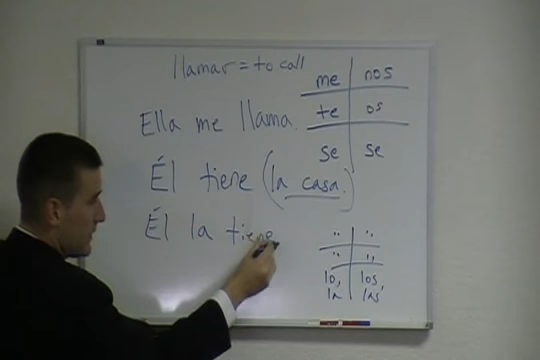 llamar = to call
me | nos
te | os
se | se
Ella me llama.
Él tiene (la casa.)
Él la tiene
" | "
" | "
lo, la | los, las